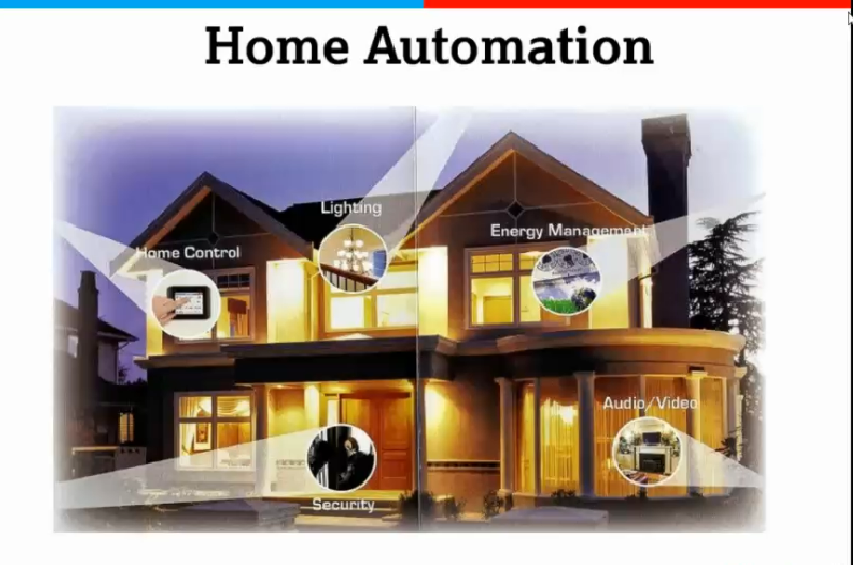 Home Automation
Lighting
Energy Management
Home Control
Audio/Video
Security